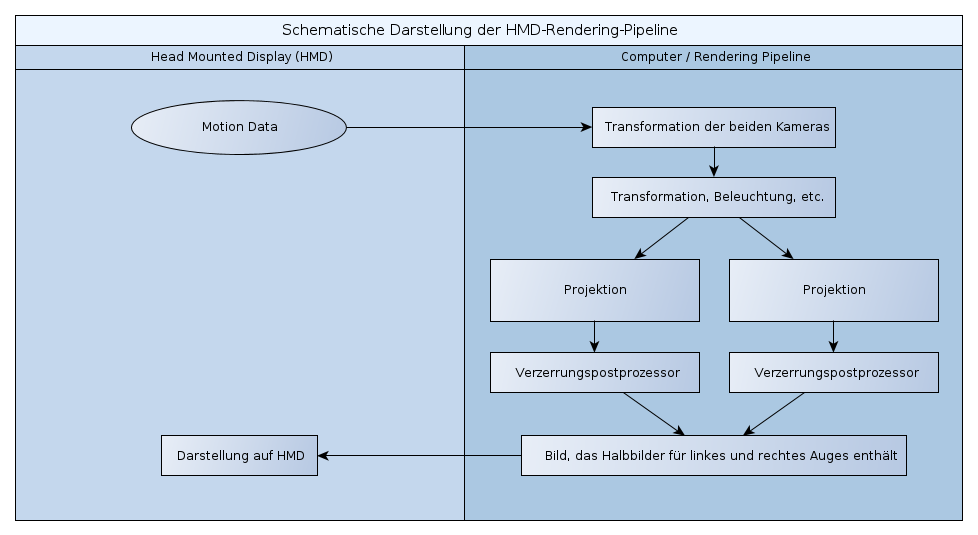 Schematische Darstellung der HMD-Rendering-Pipeline
Head Mounted Display (HMD)
Computer / Rendering Pipeline
Motion Data
Transformation der beiden Kameras
Transformation, Beleuchtung, etc.
Projektion
Projektion
Verzerrungspostprozessor
Verzerrungspostprozessor
Darstellung auf HMD
Bild, das Halbbilder für linkes und rechtes Auges enthält